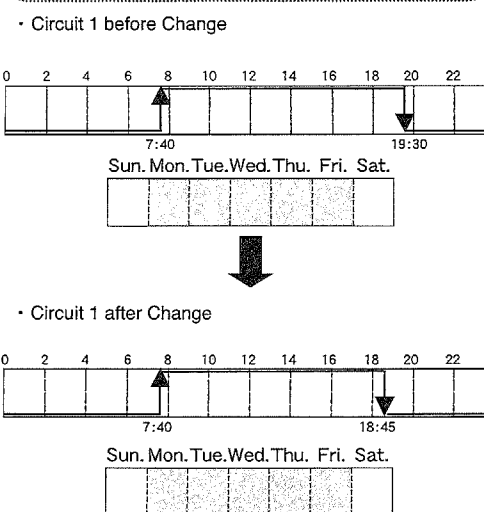 ・ Circuit 1 before Change
0 2 4 6 8 10 12 14 16 18 20 22
7:40 19:30
Sun. Mon. Tue. Wed. Thu. Fri. Sat.
・ Circuit 1 after Change
0 2 4 6 8 10 12 14 16 18 20 22
7:40 18:45
Sun. Mon. Tue. Wed. Thu. Fri. Sat.